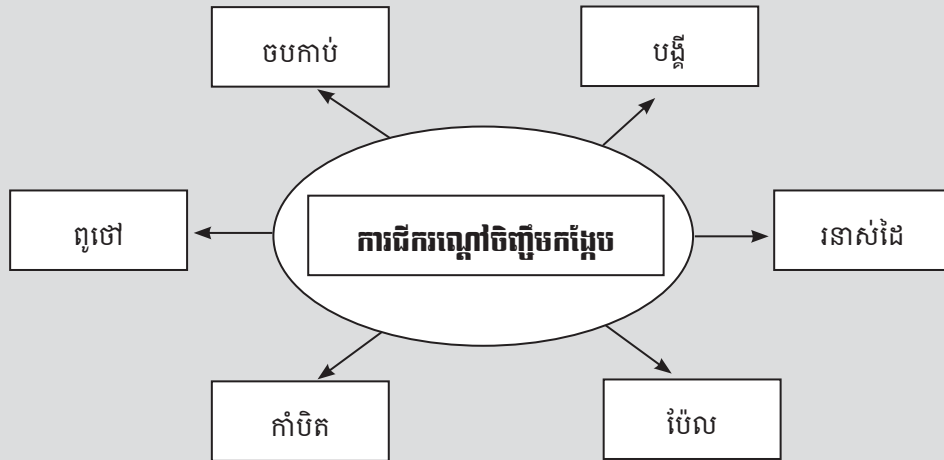 ចបកាប់
បង្គី
ពូថៅ
ការជីករណ្តៅចិញ្ចឹមកង្កែប
រនាស់ដៃ
កាំបិត
ប៉ែល